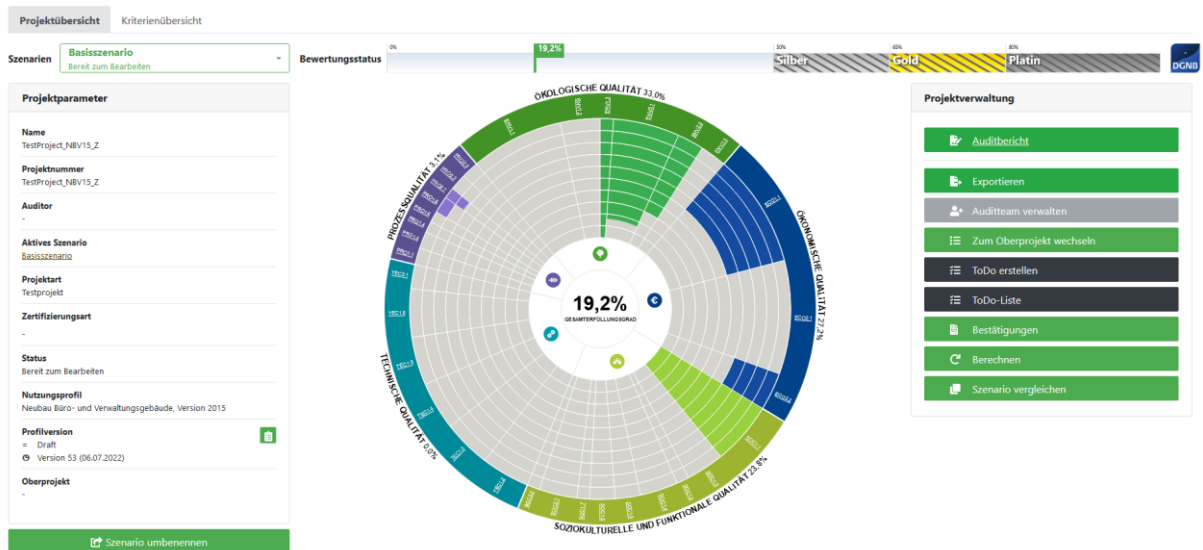 Projektübersicht
Kriterienübersicht
Szenarien
Basisszenario
Bereit zum Bearbeiten
Bewertungsstatus
0%
19,2%
50%
Silber
65%
Gold
80%
Platin
DGNB
Projektparameter
Name
TestProject_NBV15_Z
Projektnummer
TestProject_NBV15_Z
Auditor
-
Aktives Szenario
Basisszenario
Projektart
Testprojekt
Zertifizierungsart
-
Status
Bereit zum Bearbeiten
Nutzungsprofil
Neubau Büro- und Verwaltungsgebäude, Version 2015
Profilversion
= Draft
Version 53 (06.07.2022)
Oberprojekt
-
Szenario umbenennen
ÖKOLOGISCHE QUALITÄT 33,0%
ÖKONOMISCHE QUALITÄT 27,2%
ECO1.1
ECO2.1
SOZIOKULTURELLE UND FUNKTIONALE QUALITÄT 23,8%
TECHNISCHE QUALITÄT 0,0%
PROZESSQUALITÄT 3,1%
19,2%
GESAMTERFÜLLUNGSGRAD
Projektverwaltung
Auditbericht
Exportieren
Auditteam verwalten
Zum Oberprojekt wechseln
ToDo erstellen
ToDo-Liste
Bestätigungen
Berechnen
Szenario vergleichen